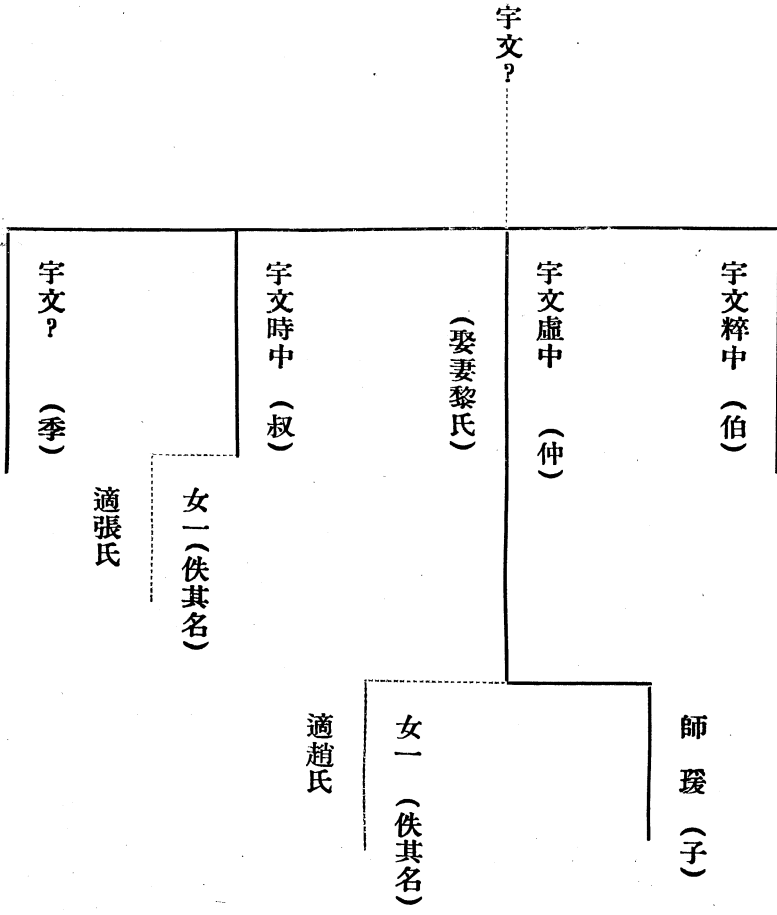 宇文?
宇文粹中 (伯)
宇文虛中 (仲)
(娶妻黎氏)
宇文時中 (叔)
宇文? (季)
師瑗 (子)
女一 (佚其名)
適趙氏
女一(佚其名)
適張氏